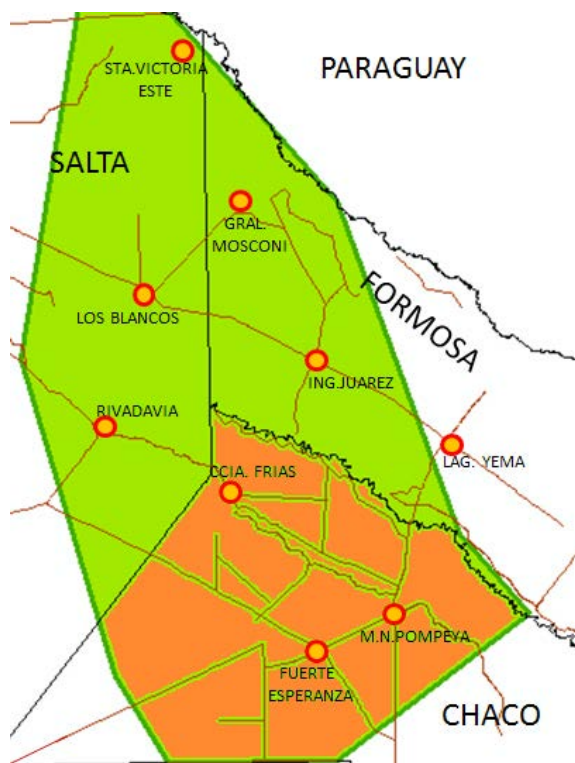 STA.VICTORIA
ESTE
PARAGUAY
SALTA
GRAL.
MOSCONI
FORMOSA
LOS BLANCOS
ING.JUAREZ
RIVADAVIA
LAG. YEMA
CCIA. FRIAS
M.N.POMPEYA
FUERTE
ESPERANZA
CHACO